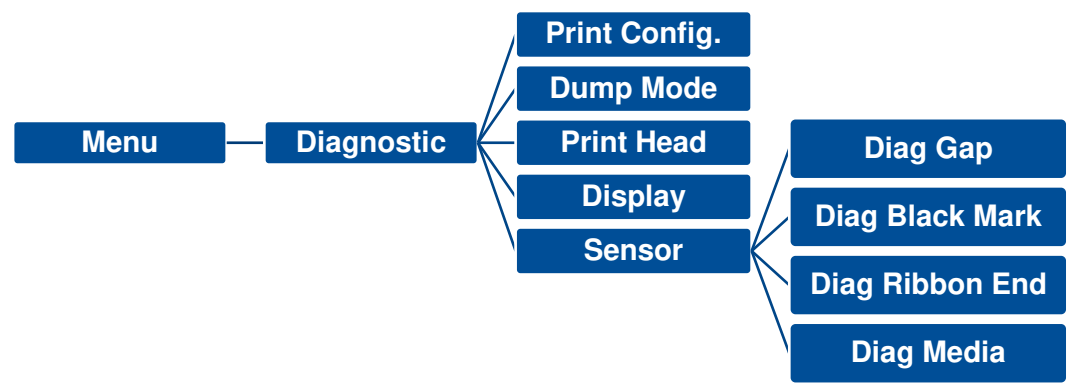 Menu
Diagnostic
Print Config.
Dump Mode
Print Head
Display
Sensor
Diag Gap
Diag Black Mark
Diag Ribbon End
Diag Media